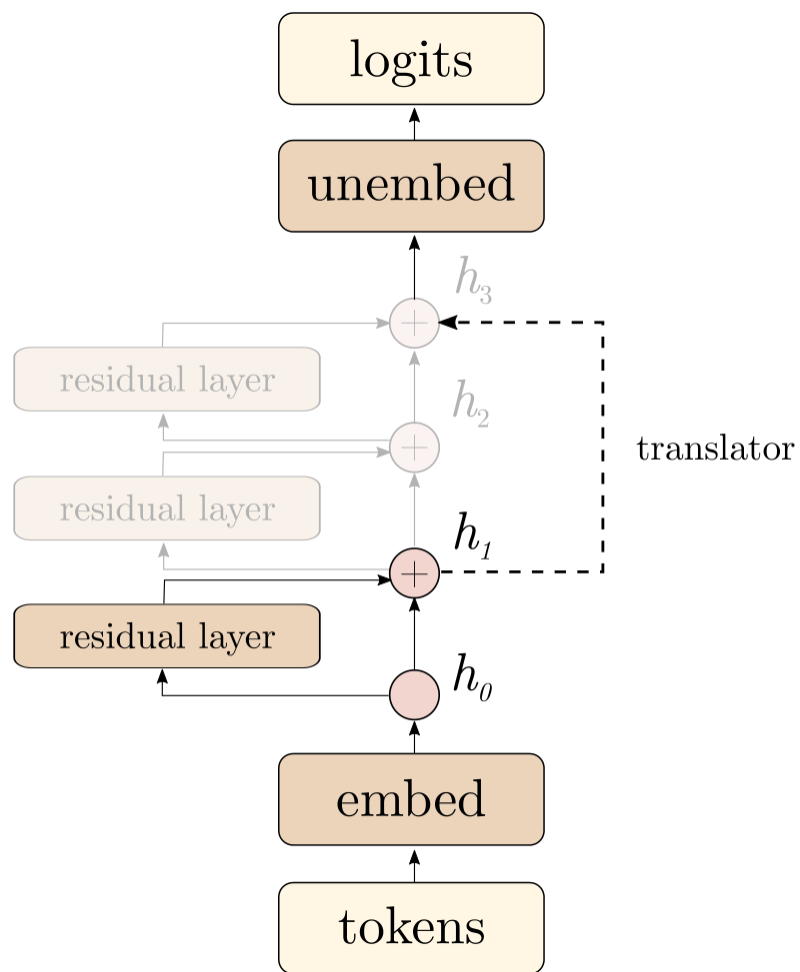 logits
unembed
h₃
+
residual layer
h₂
+
translator
residual layer
h₁
+
residual layer
h₀
embed
tokens